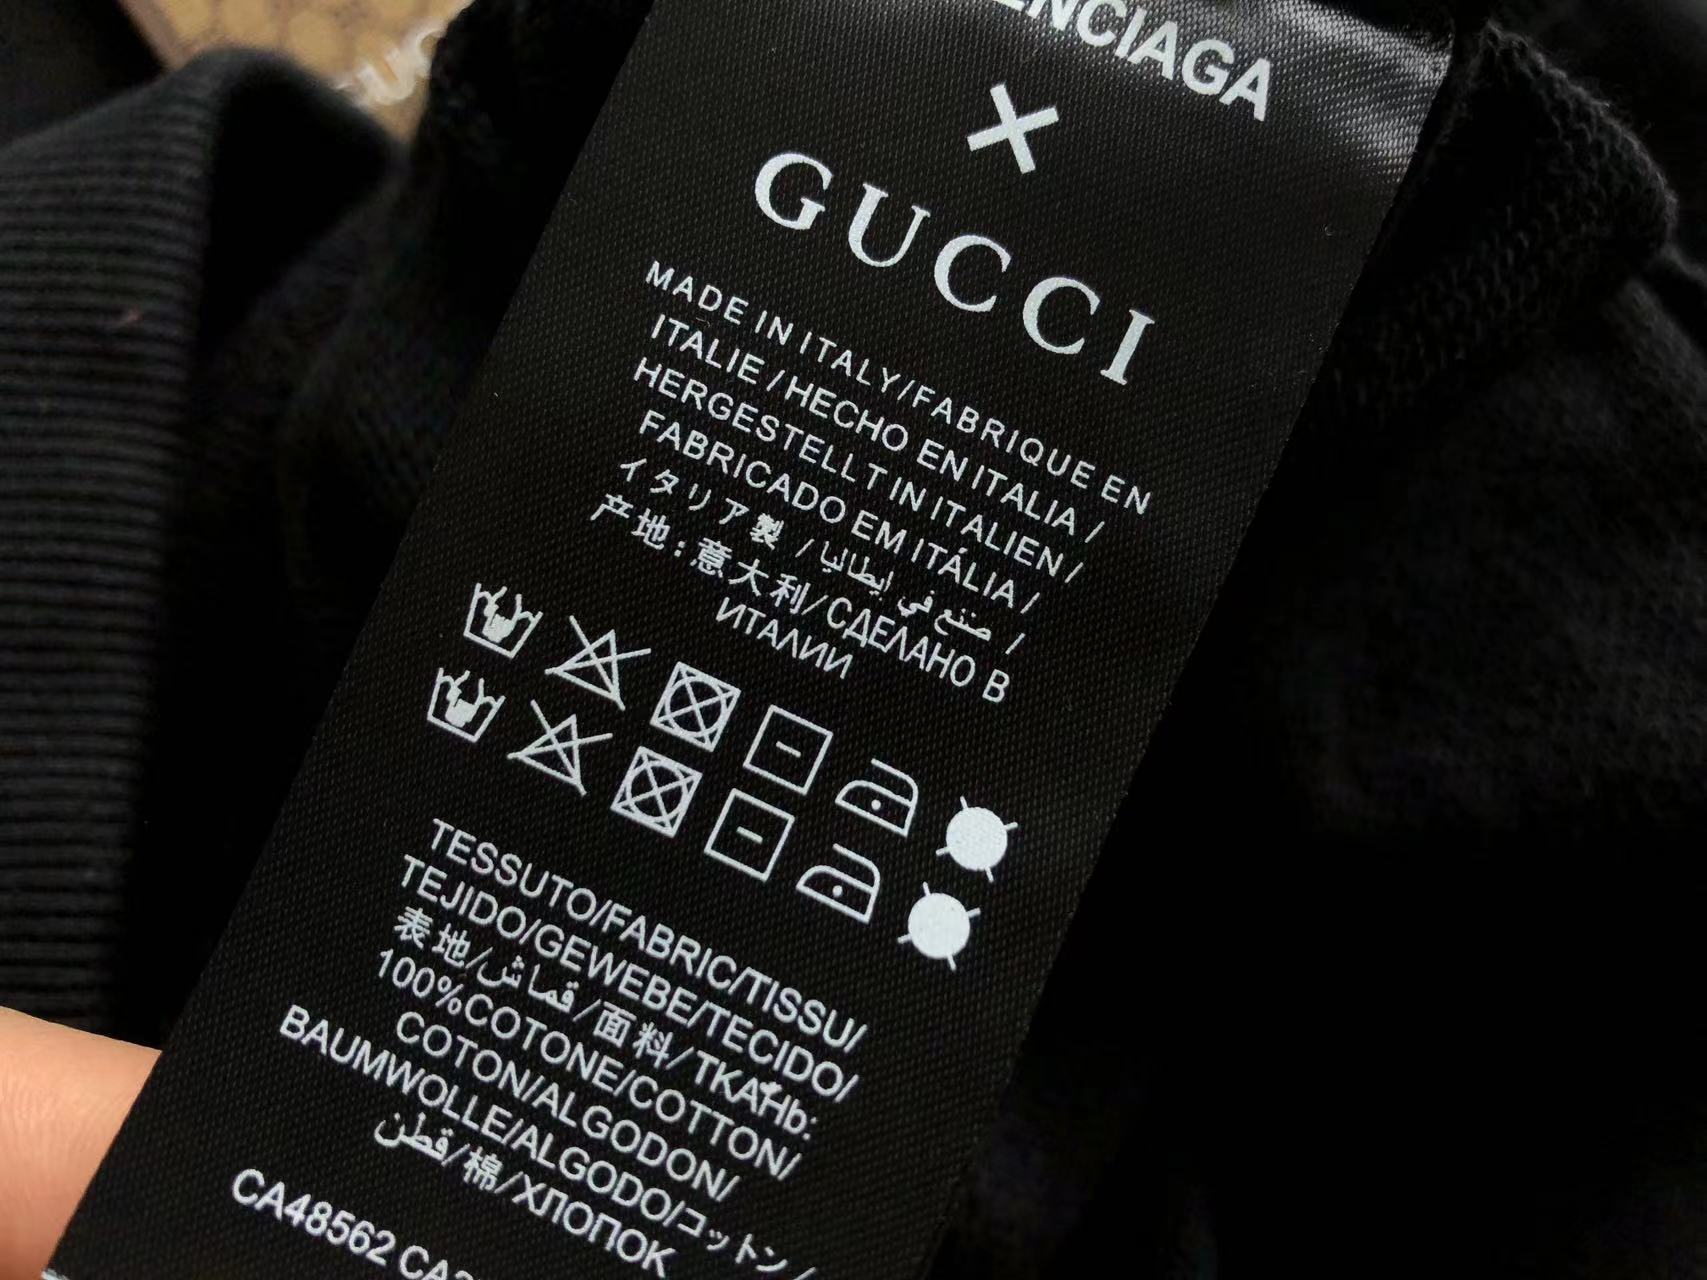 ENCIAGA
×
GUCCI
MADE IN ITALY/FABRIQUE EN
ITALIE/HECHO EN ITALIA/
HERGESTELLT IN ITALIEN/
FABRICADO EM ITÁLIA/
イタリア製/صنع في إيطاليا/
产地:意大利/СДЕЛАНО В
ИТАЛИИ
TESSUTO/FABRIC/TISSU/
TEJIDO/GEWEBE/TECIDO/
表地/قماش/面料/ТКАНЬ:
100%COTONE/COTTON/
COTON/ALGODON/
BAUMWOLLE/ALGODO/コットン/
قطن/棉/ХЛОПОК
CA48562 CA